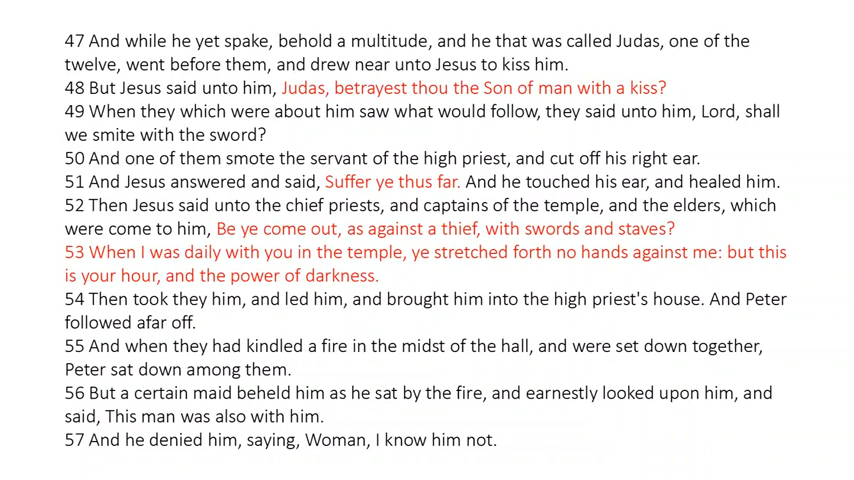 47 And while he yet spake, behold a multitude, and he that was called Judas, one of the
twelve, went before them, and drew near unto Jesus to kiss him.
48 But Jesus said unto him, Judas, betrayest thou the Son of man with a kiss?
49 When they which were about him saw what would follow, they said unto him, Lord, shall
we smite with the sword?
50 And one of them smote the servant of the high priest, and cut off his right ear.
51 And Jesus answered and said, Suffer ye thus far. And he touched his ear, and healed him.
52 Then Jesus said unto the chief priests, and captains of the temple, and the elders, which
were come to him, Be ye come out, as against a thief, with swords and staves?
53 When I was daily with you in the temple, ye stretched forth no hands against me: but this
is your hour, and the power of darkness.
54 Then took they him, and led him, and brought him into the high priest's house. And Peter
followed afar off.
55 And when they had kindled a fire in the midst of the hall, and were set down together,
Peter sat down among them.
56 But a certain maid beheld him as he sat by the fire, and earnestly looked upon him, and
said, This man was also with him.
57 And he denied him, saying, Woman, I know him not.